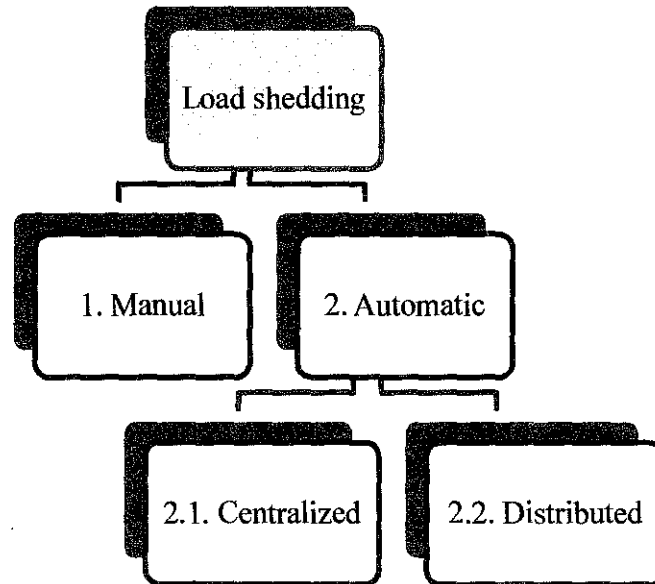 Load shedding
1. Manual
2. Automatic
2.1. Centralized
2.2. Distributed